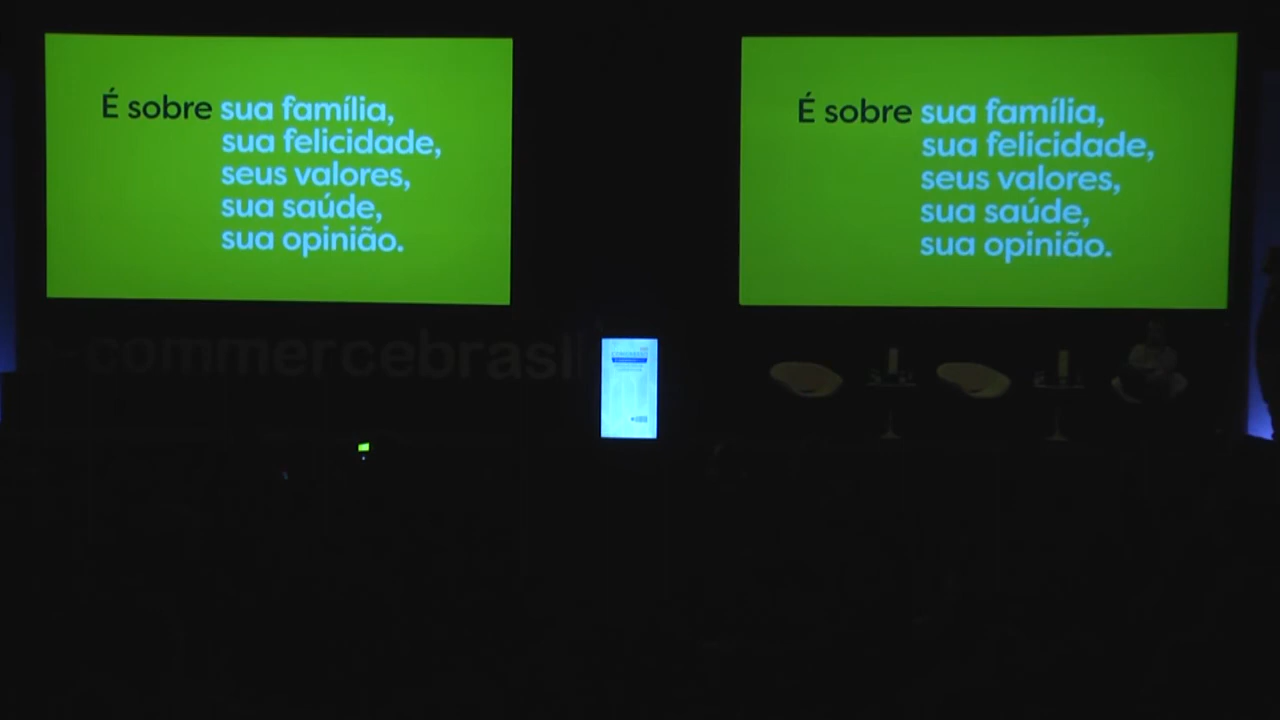 É sobre sua família,
sua felicidade,
seus valores,
sua saúde,
sua opinião.
É sobre sua família,
sua felicidade,
seus valores,
sua saúde,
sua opinião.
e-commercebrasil